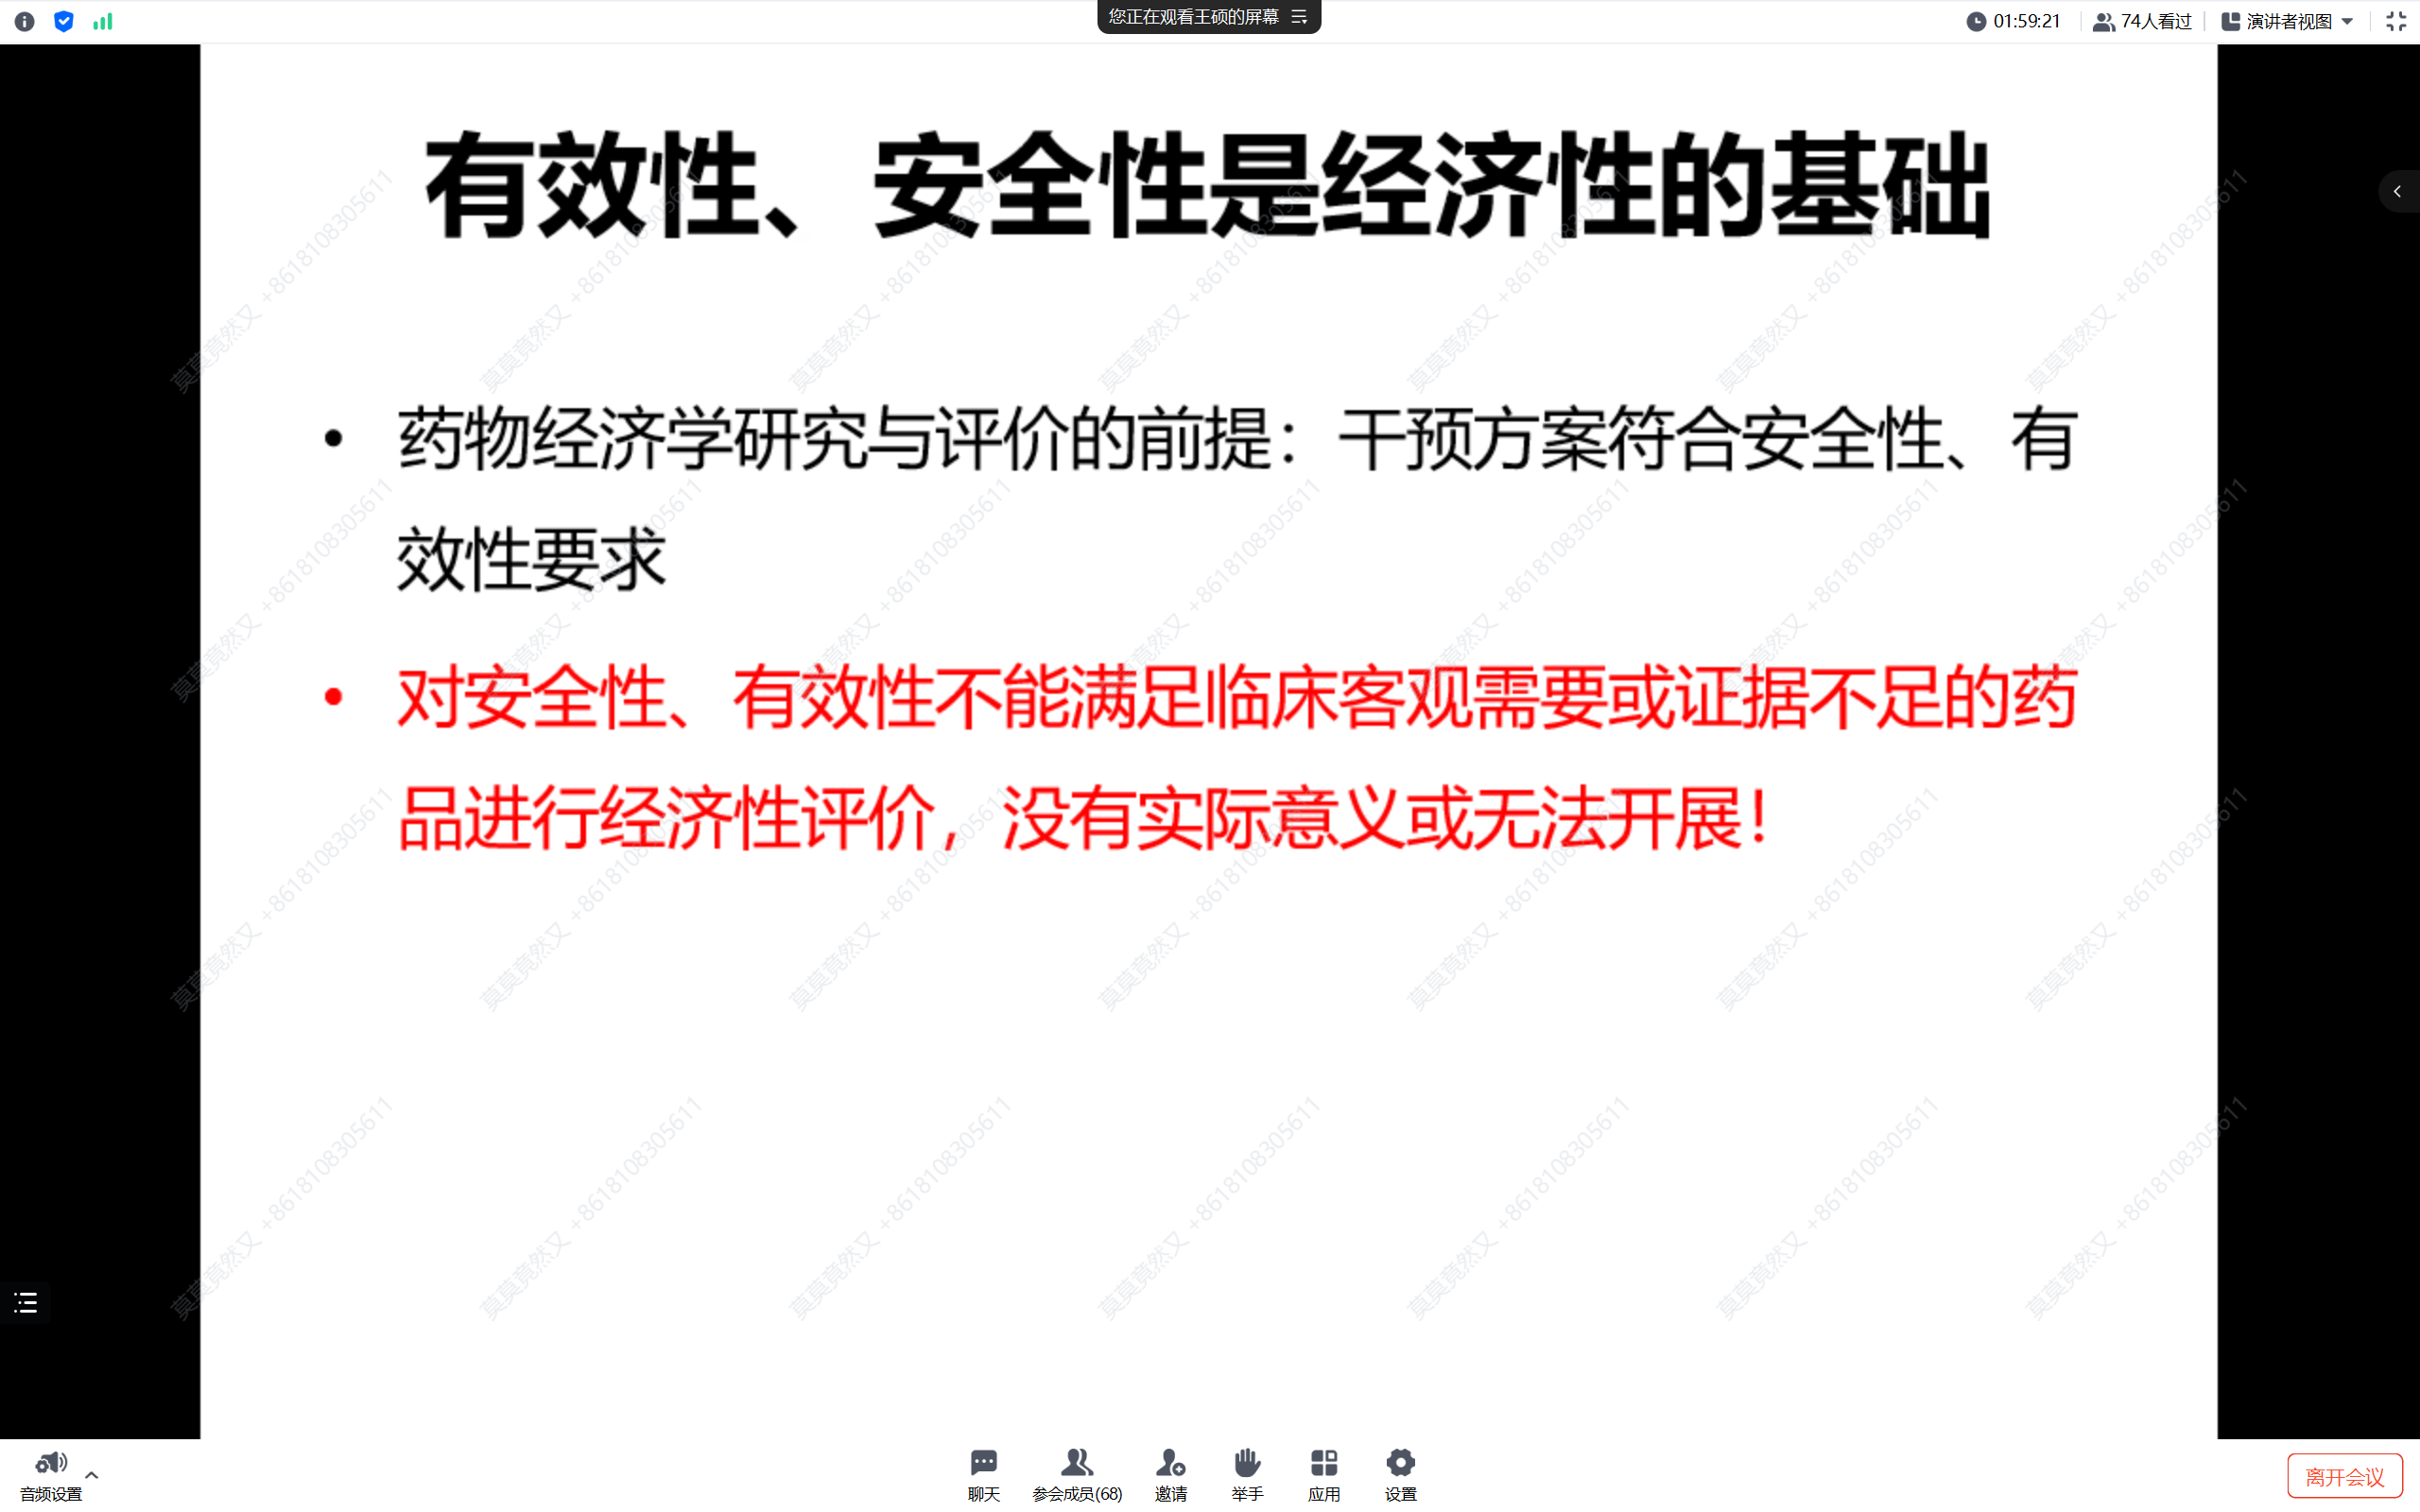 您正在观看王硕的屏幕
01:59:21
74人看过
演讲者视图
有效性、安全性是经济性的基础
• 药物经济学研究与评价的前提：干预方案符合安全性、有
效性要求
• 对安全性、有效性不能满足临床客观需要或证据不足的药
品进行经济性评价，没有实际意义或无法开展！
莫莫竟然又 +8618108305611
音频设置
聊天
参会成员(68)
邀请
举手
应用
设置
离开会议